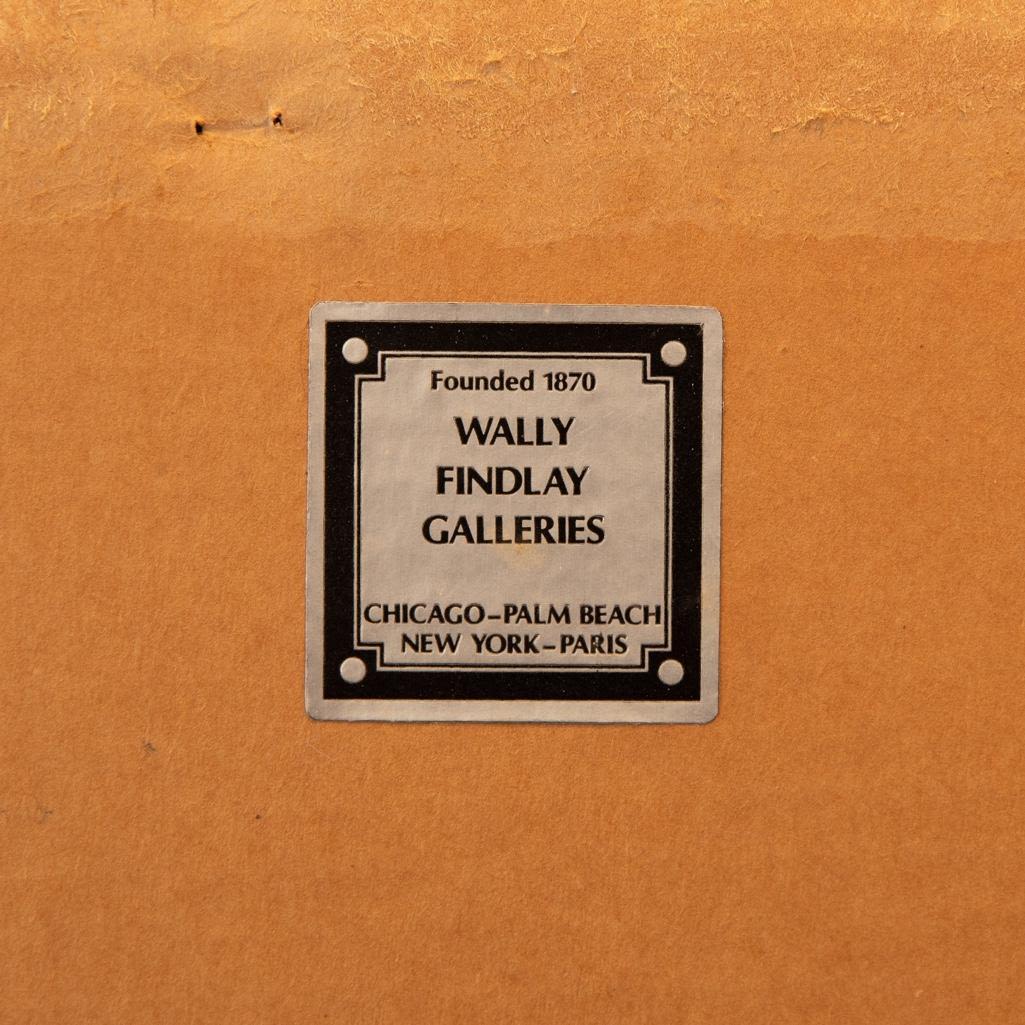 Founded 1870
WALLY
FINDLAY
GALLERIES
CHICAGO–PALM BEACH
NEW YORK–PARIS